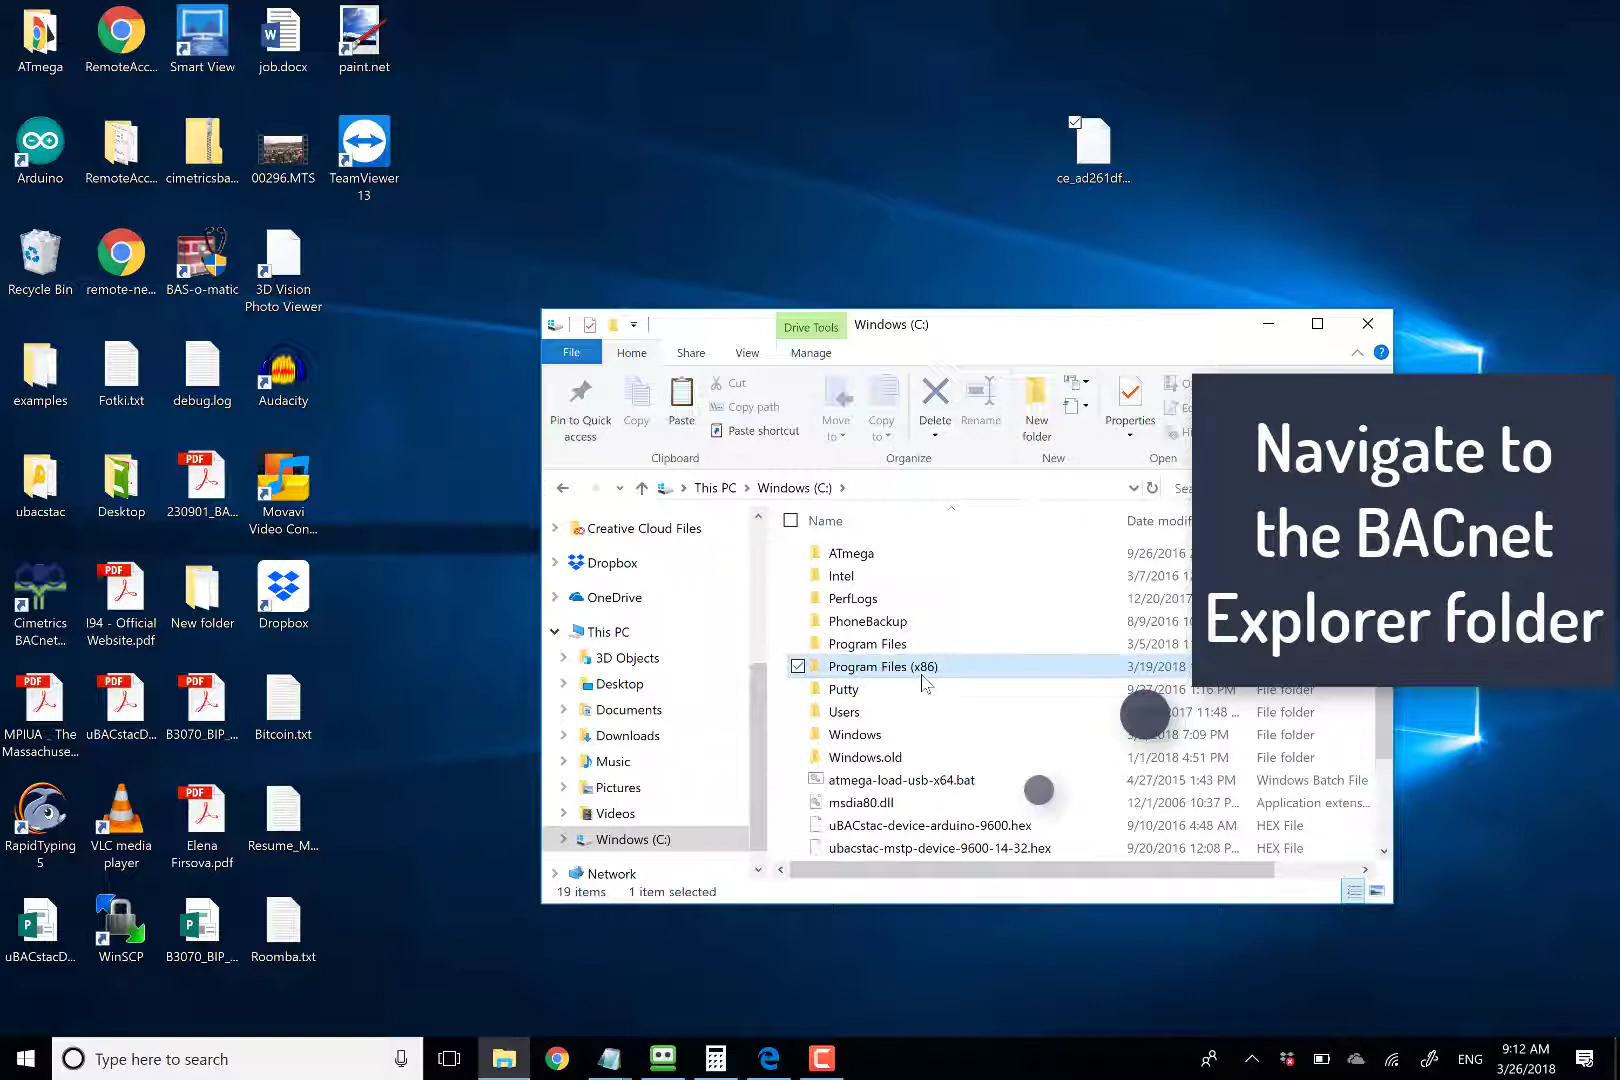 ATmega
RemoteAcc...
Smart View
job.docx
paint.net
Arduino
RemoteAcc...
cimetricsba...
00296.MTS
TeamViewer
13
Recycle Bin
remote-ne...
BAS-o-matic
3D Vision
Photo Viewer
examples
Fotki.txt
debug.log
Audacity
ubacstac
Desktop
230901_BA...
Movavi
Video Con...
Cimetrics
BACnet...
I94 - Official
Website.pdf
New folder
Dropbox
MPIUA _ The
Massachuse...
uBACstacD...
B3070_BIP_...
Bitcoin.txt
RapidTyping
5
VLC media
player
Elena
Firsova.pdf
Resume_M...
uBACstacD...
WinSCP
B3070_BIP_...
Roomba.txt
ce_ad261df...
Drive Tools
Windows (C:)
File
Home
Share
View
Manage
Pin to Quick
access
Copy
Paste
Cut
Copy path
Paste shortcut
Move
to
Copy
to
Delete
Rename
New
folder
Properties
Clipboard
Organize
New
Open
This PC
Windows (C:)
Creative Cloud Files
Dropbox
OneDrive
This PC
3D Objects
Desktop
Documents
Downloads
Music
Pictures
Videos
Windows (C:)
Network
Name
ATmega 9/26/2016
Intel 3/7/2016
PerfLogs 12/20/2017
PhoneBackup 8/9/2016
Program Files 3/5/2018
Program Files (x86) 3/19/2018
Putty 9/27/2016 1:16 PM File folder
Users 11:48 ... File folder
Windows 7:09 PM File folder
Windows.old 1/1/2018 4:51 PM File folder
atmega-load-usb-x64.bat 4/27/2015 1:43 PM Windows Batch File
msdia80.dll 12/1/2006 10:37 P... Application extens...
uBACstac-device-arduino-9600.hex 9/10/2016 4:48 AM HEX File
ubacstac-mstp-device-9600-14-32.hex 9/20/2016 12:08 P... HEX File
19 items
1 item selected
Navigate to
the BACnet
Explorer folder
Type here to search
ENG
9:12 AM
3/26/2018